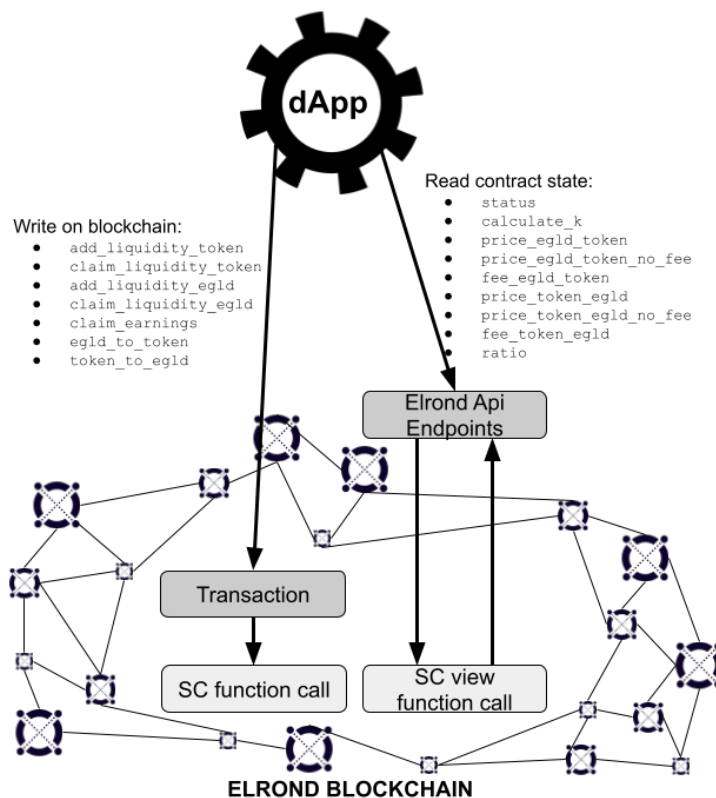 dApp
Write on blockchain:
● add_liquidity_token
● claim_liquidity_token
● add_liquidity_egld
● claim_liquidity_egld
● claim_earnings
● egld_to_token
● token_to_egld
Read contract state:
● status
● calculate_k
● price_egld_token
● price_egld_token_no_fee
● fee_egld_token
● price_token_egld
● price_token_egld_no_fee
● fee_token_egld
● ratio
Elrond Api
Endpoints
Transaction
SC function call
SC view
function call
ELROND BLOCKCHAIN